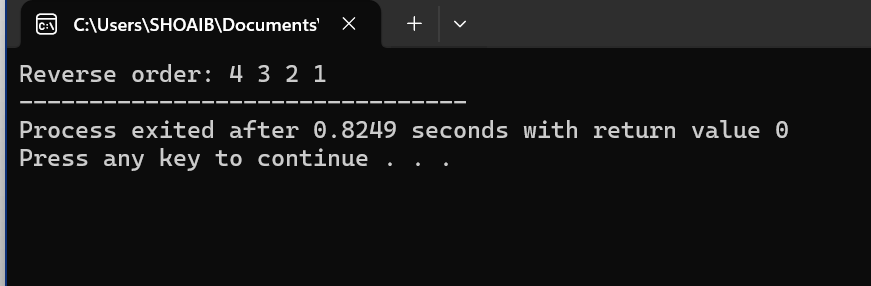 C:\Users\SHOAIB\Documents\
Reverse order: 4 3 2 1
--------------------------------
Process exited after 0.8249 seconds with return value 0
Press any key to continue . . .